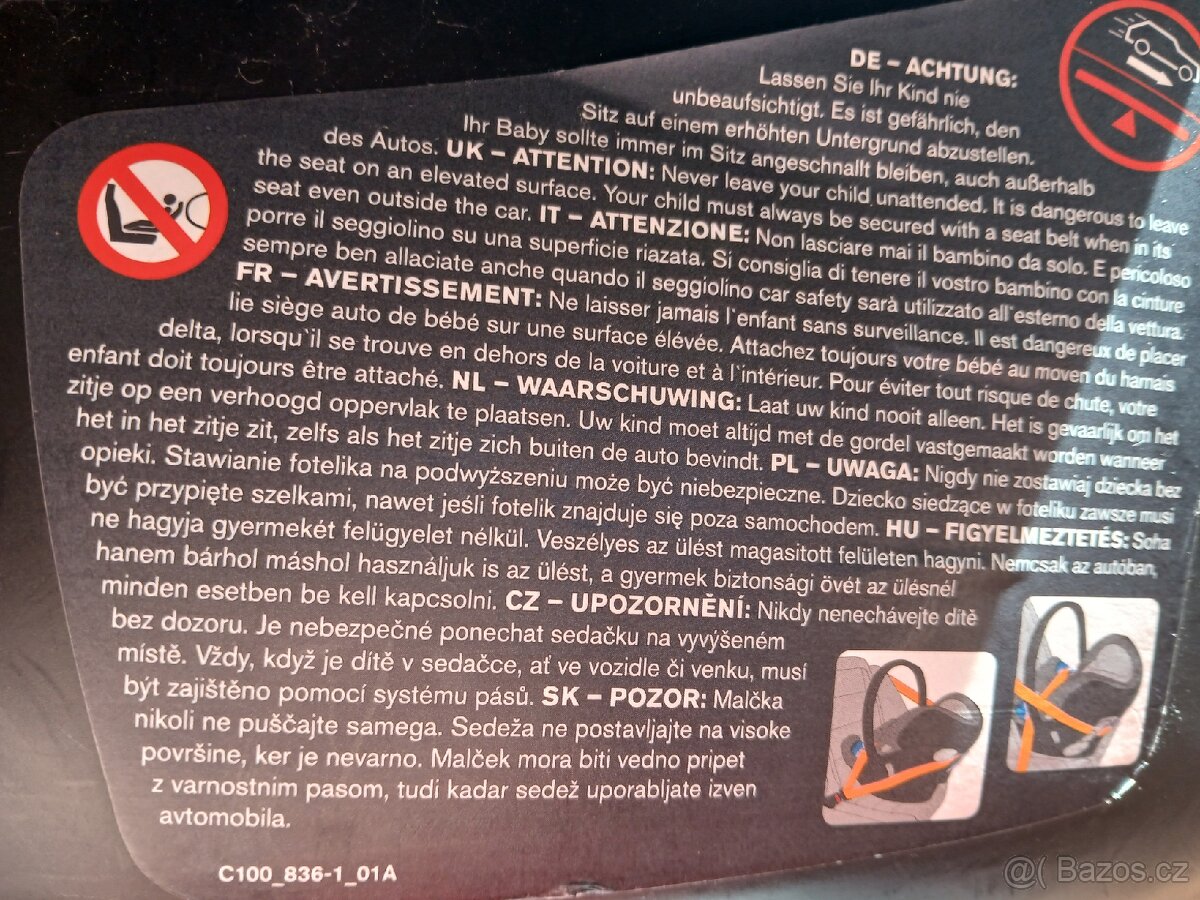 DE – ACHTUNG:
Lassen Sie Ihr Kind nie
unbeaufsichtigt. Es ist gefährlich, den
Sitz auf einem erhöhten Untergrund abzustellen.
Ihr Baby sollte immer im Sitz angeschnallt bleiben, auch außerhalb
des Autos. UK – ATTENTION: Never leave your child unattended. It is dangerous to leave
the seat on an elevated surface. Your child must always be secured with a seat belt when in its
seat even outside the car. IT – ATTENZIONE: Non lasciare mai il bambino da solo. E pericoloso
porre il seggiolino su una superficie riazata. Si consiglia di tenere il vostro bambino con la cinture
sempre ben allaciate anche quando il seggiolino car safety sarà utilizzato all'esterno della vettura.
FR – AVERTISSEMENT: Ne laisser jamais l'enfant sans surveillance. Il est dangereux de placer
lie siège auto de bébé sur une surface élévée. Attachez toujours votre bébé au moven du hamais
delta, lorsqu`il se trouve en dehors de la voiture et à l'intérieur. Pour éviter tout risque de chute, votre
enfant doit toujours être attaché. NL – WAARSCHUWING: Laat uw kind nooit alleen. Het is gevaarlijk om het
zitje op een verhoogd oppervlak te plaatsen. Uw kind moet altijd met de gordel vastgemaakt worden wanneer
het in het zitje zit, zelfs als het zitje zich buiten de auto bevindt. PL – UWAGA: Nigdy nie zostawiaj dziecka bez
opieki. Stawianie fotelika na podwyższeniu może być niebezpieczne. Dziecko siedzące w foteliku zawsze musi
być przypięte szelkami, nawet jeśli fotelik znajduje się poza samochodem. HU – FIGYELMEZTETÉS: Soha
ne hagyja gyermekét felügyelet nélkül. Veszélyes az ülést magasitott felületen hagyni. Nemcsak az autóban,
hanem bárhol máshol használjuk is az ülést, a gyermek biztonsági övét az ülésnél
minden esetben be kell kapcsolni. CZ – UPOZORNĚNÍ: Nikdy nenechávejte dítě
bez dozoru. Je nebezpečné ponechat sedačku na vyvýšeném
místě. Vždy, když je dítě v sedačce, ať ve vozidle či venku, musí
být zajištěno pomocí systému pásů. SK – POZOR: Malčka
nikoli ne puščajte samega. Sedeža ne postavljajte na visoke
površine, ker je nevarno. Malček mora biti vedno pripet
z varnostnim pasom, tudi kadar sedež uporabljate izven
avtomobila.
C100_836-1_01A
@( Bazos.cz